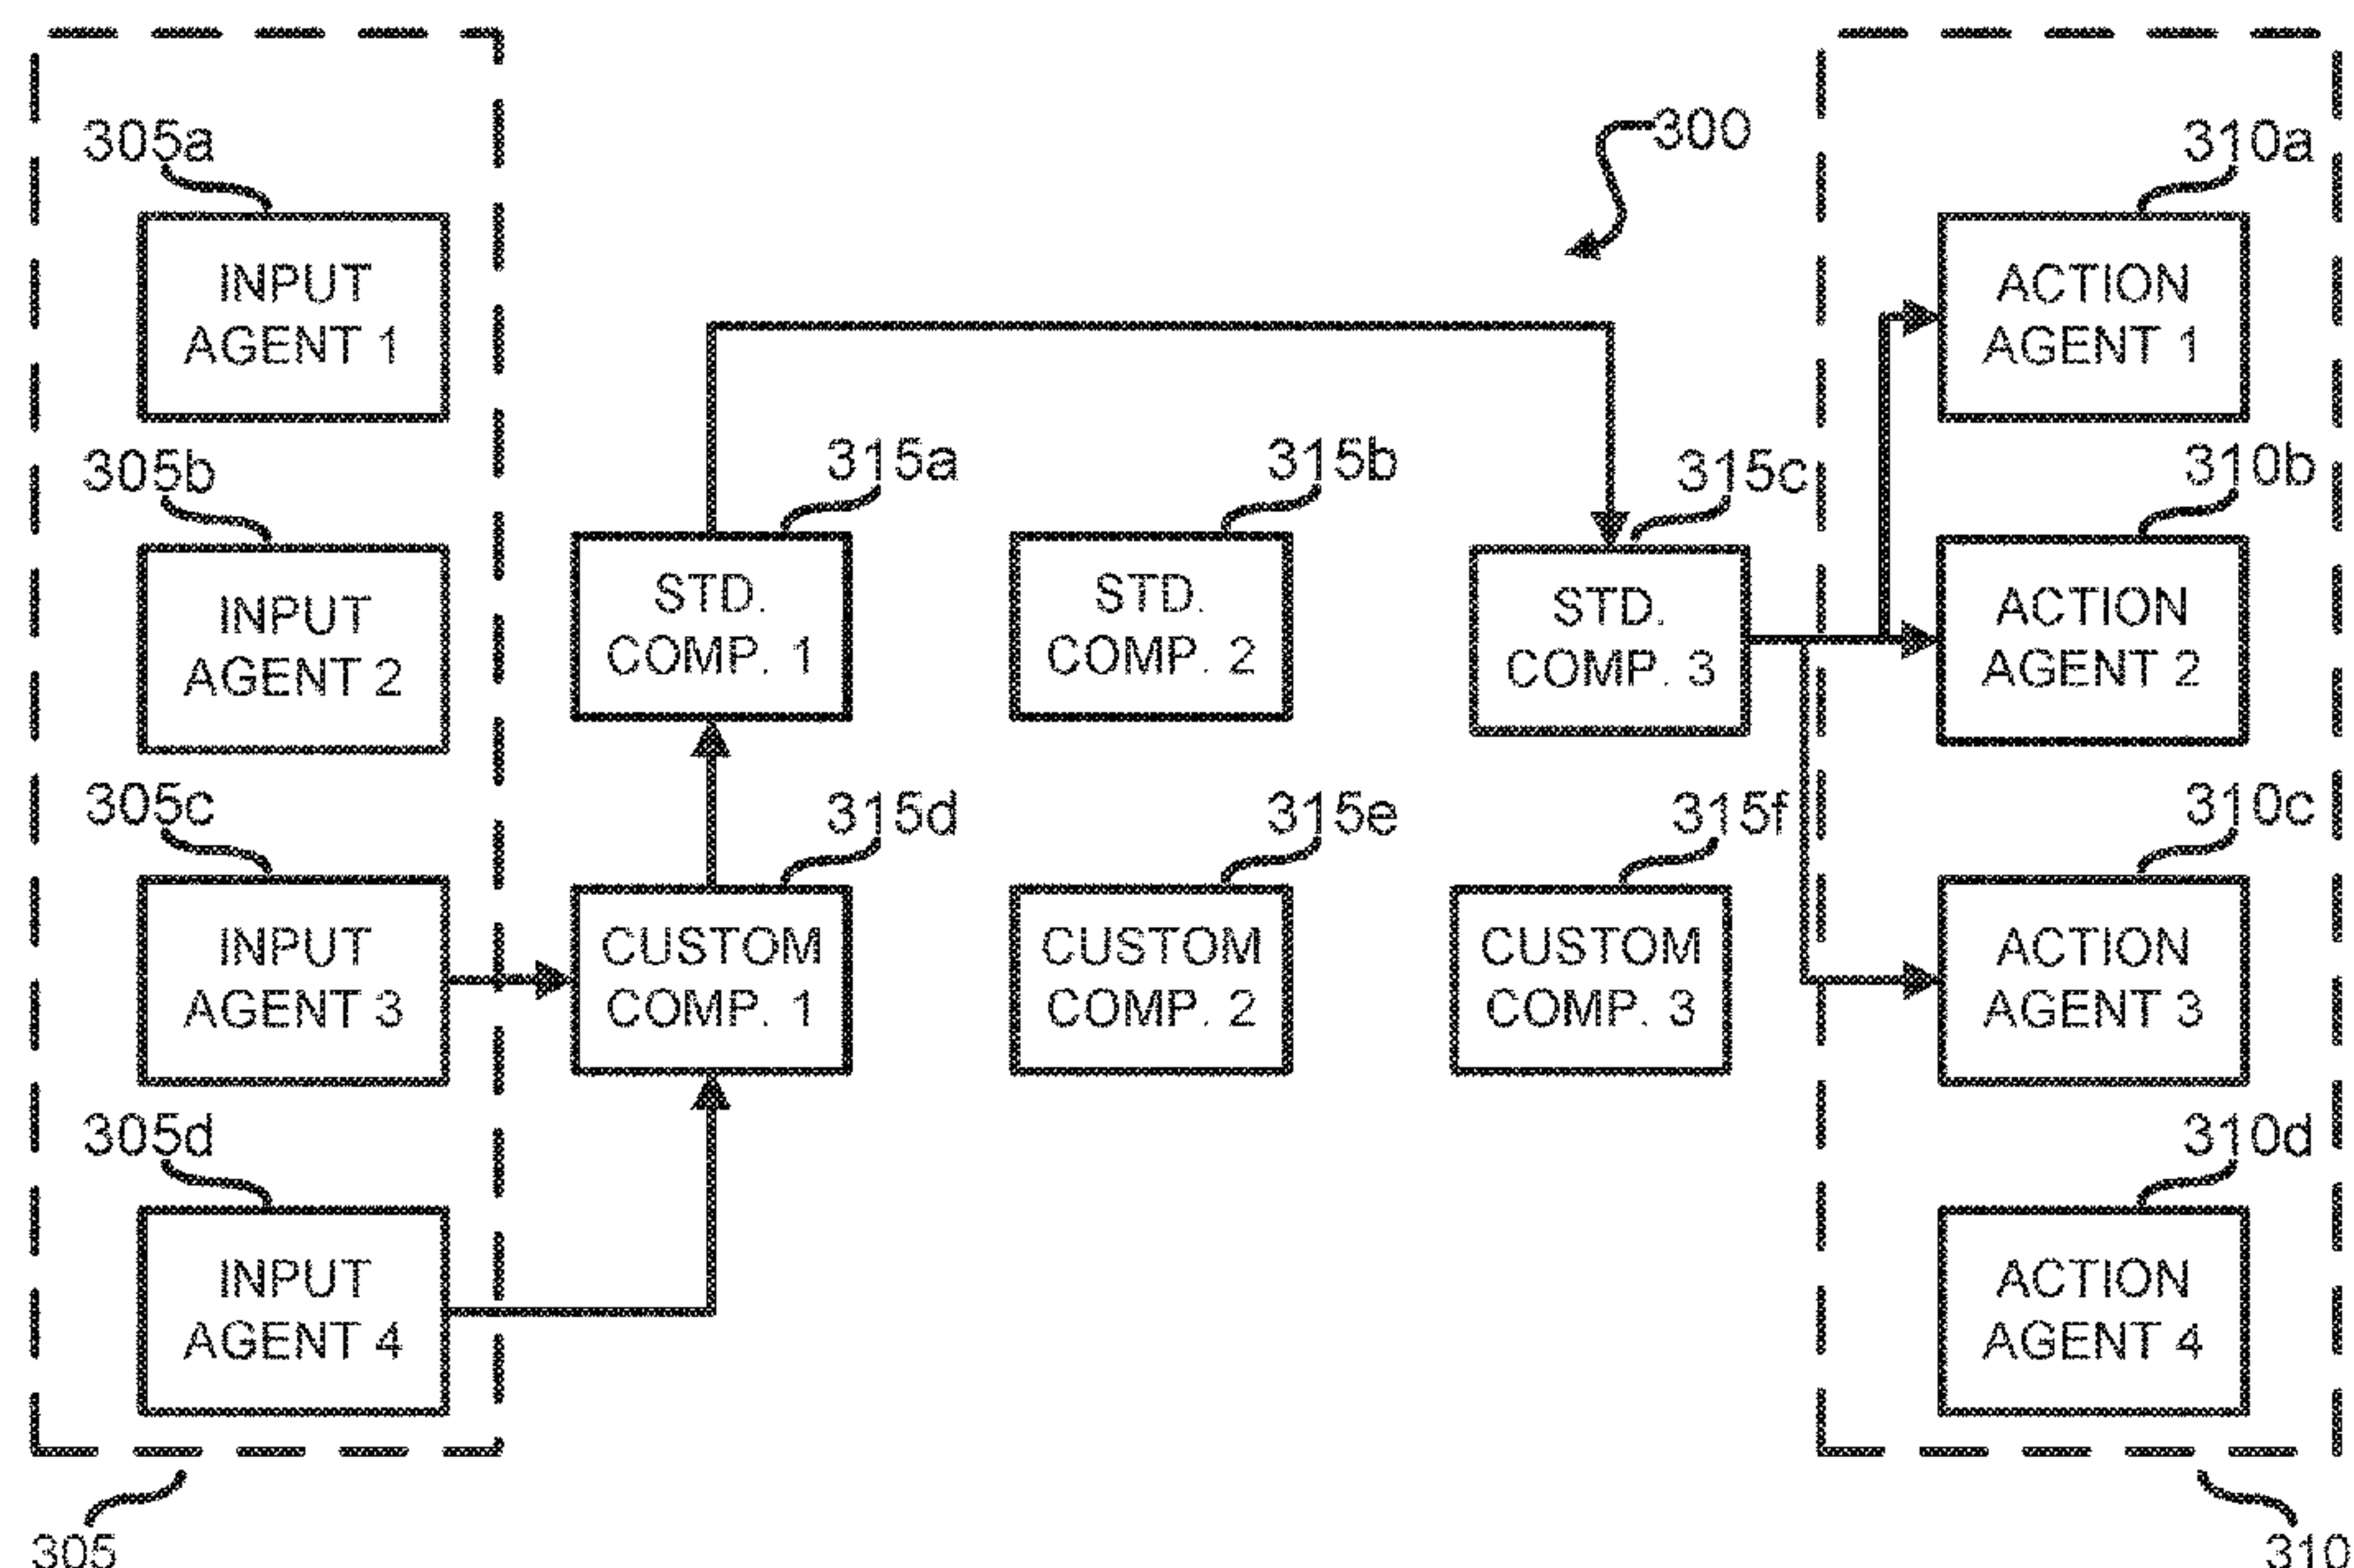 305a
INPUT
AGENT 1
305b
INPUT
AGENT 2
305c
INPUT
AGENT 3
305d
INPUT
AGENT 4
305
300
315a
STD.
COMP. 1
315b
STD.
COMP. 2
315c
STD.
COMP. 3
315d
CUSTOM
COMP. 1
315e
CUSTOM
COMP. 2
315f
CUSTOM
COMP. 3
310a
ACTION
AGENT 1
310b
ACTION
AGENT 2
310c
ACTION
AGENT 3
310d
ACTION
AGENT 4
310